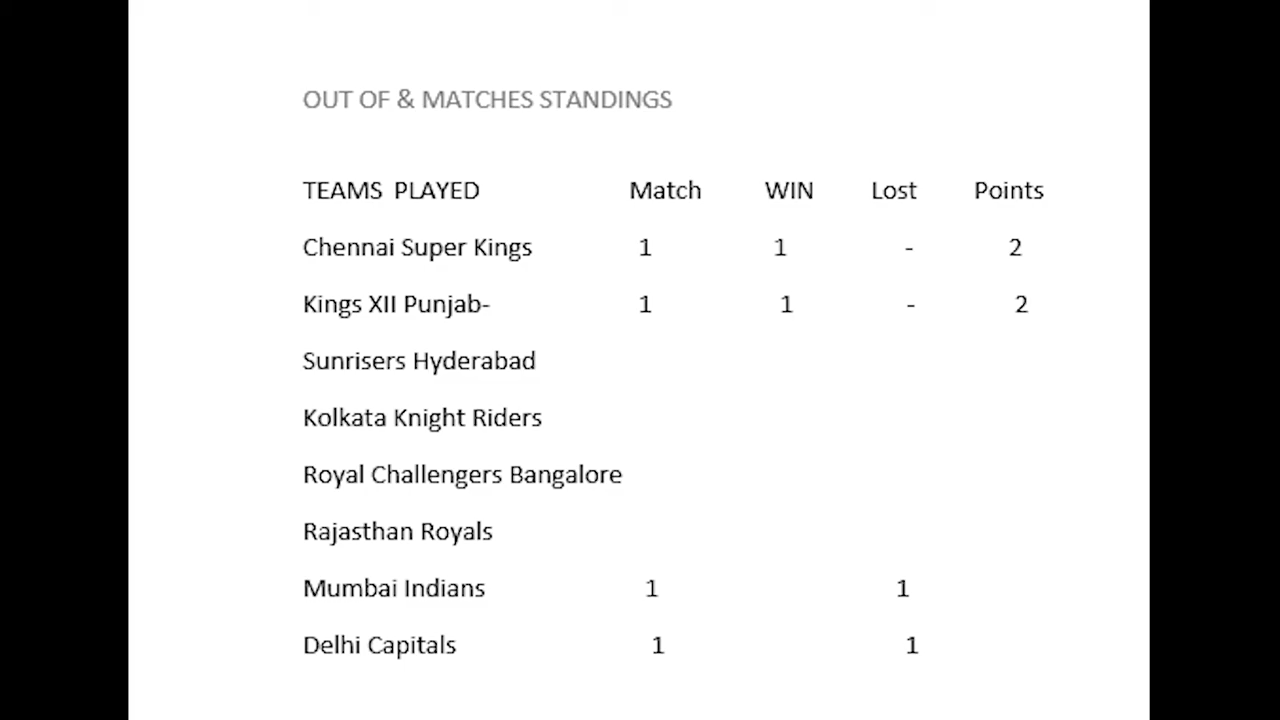 OUT OF & MATCHES STANDINGS
TEAMS PLAYED Match WIN Lost Points
Chennai Super Kings 1 1 - 2
Kings XII Punjab- 1 1 - 2
Sunrisers Hyderabad
Kolkata Knight Riders
Royal Challengers Bangalore
Rajasthan Royals
Mumbai Indians 1 1
Delhi Capitals 1 1